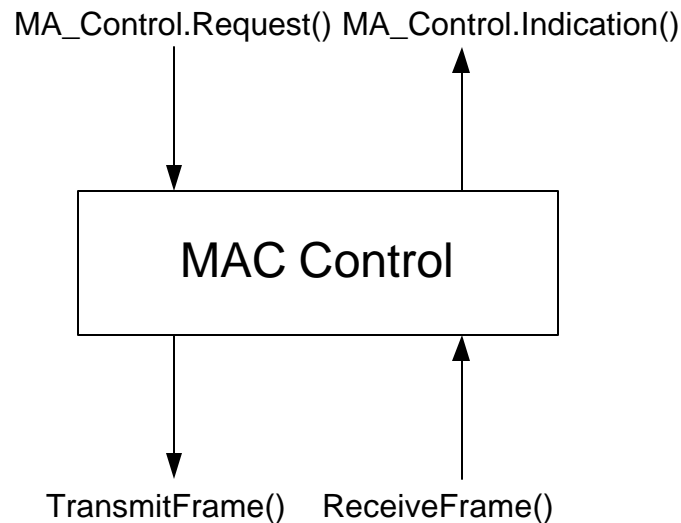 MA_Control.Request() MA_Control.Indication()
MAC Control
TransmitFrame() ReceiveFrame()